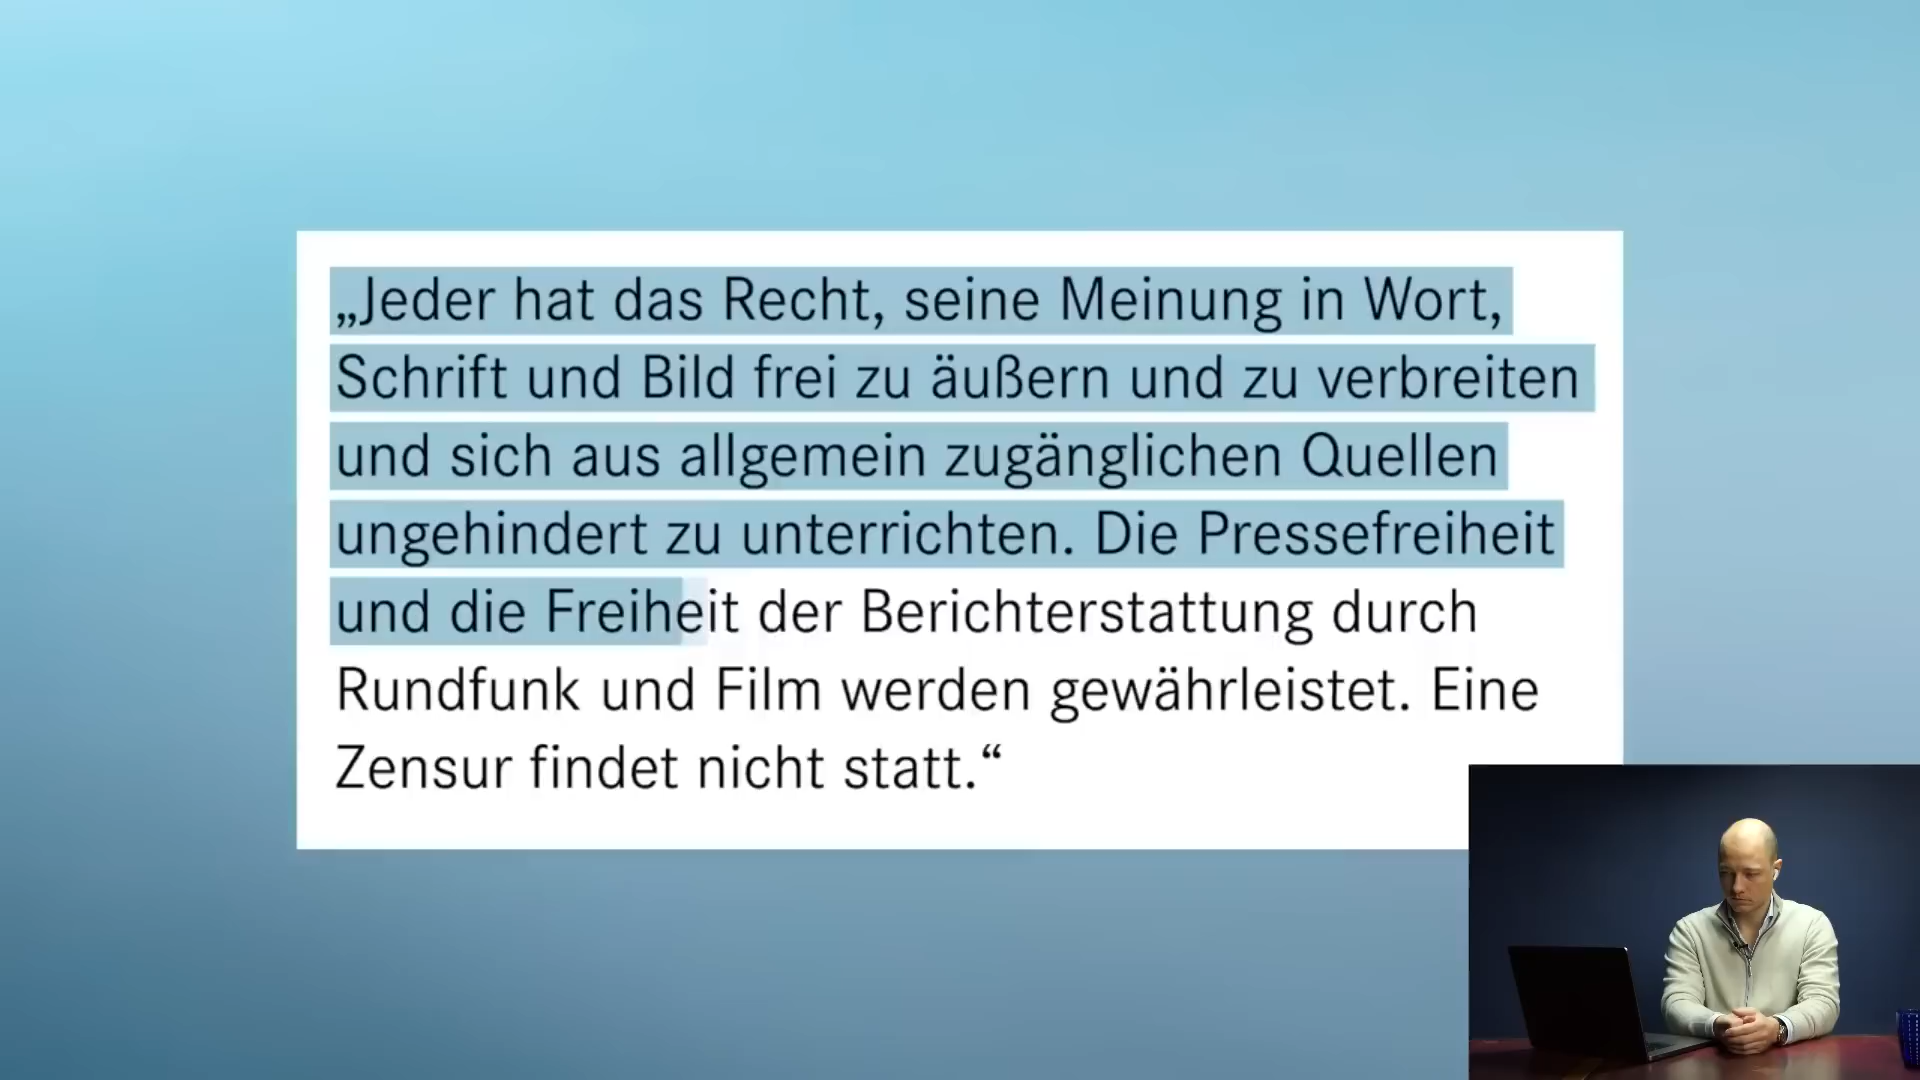 „Jeder hat das Recht, seine Meinung in Wort,
Schrift und Bild frei zu äußern und zu verbreiten
und sich aus allgemein zugänglichen Quellen
ungehindert zu unterrichten. Die Pressefreiheit
und die Freiheit der Berichterstattung durch
Rundfunk und Film werden gewährleistet. Eine
Zensur findet nicht statt.“